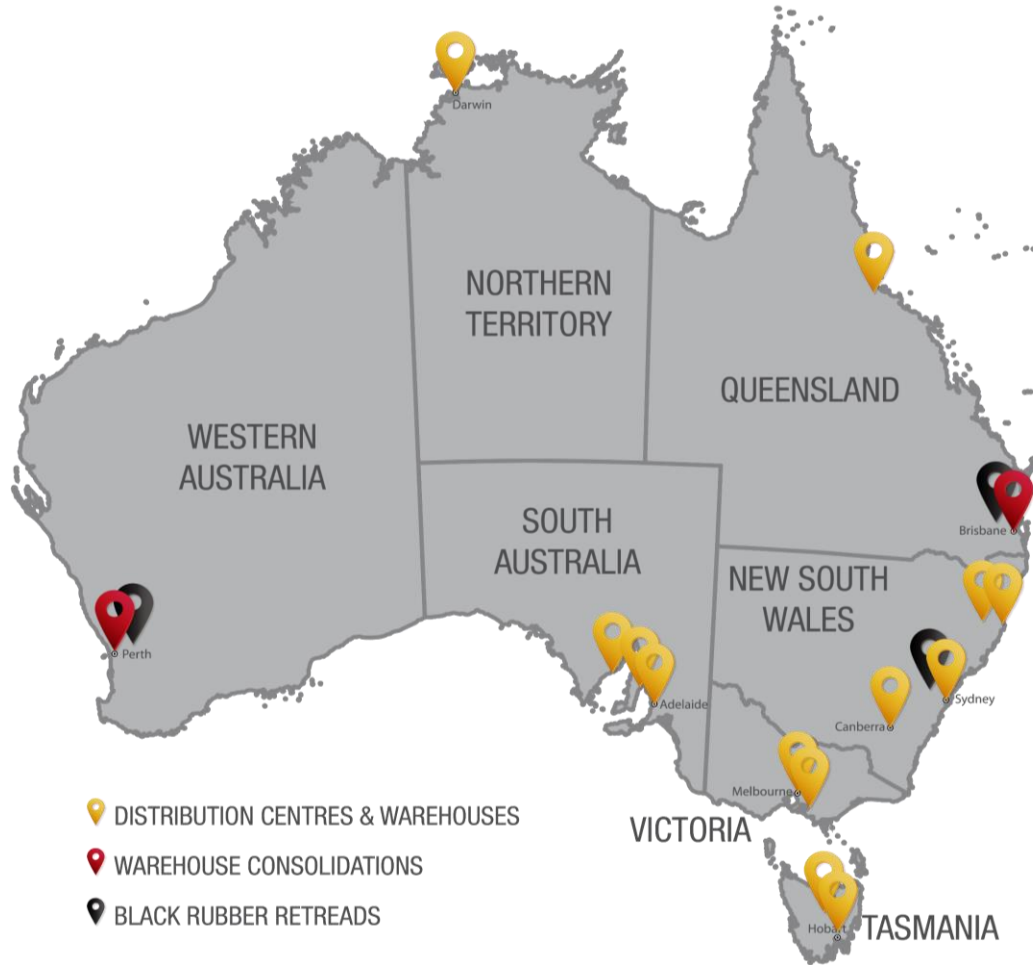 Darwin
NORTHERN
TERRITORY
QUEENSLAND
WESTERN
AUSTRALIA
SOUTH
AUSTRALIA
Brisbane
NEW SOUTH
WALES
Perth
Adelaide
Sydney
Canberra
Melbourne
VICTORIA
DISTRIBUTION CENTRES & WAREHOUSES
WAREHOUSE CONSOLIDATIONS
BLACK RUBBER RETREADS
Hobart
TASMANIA